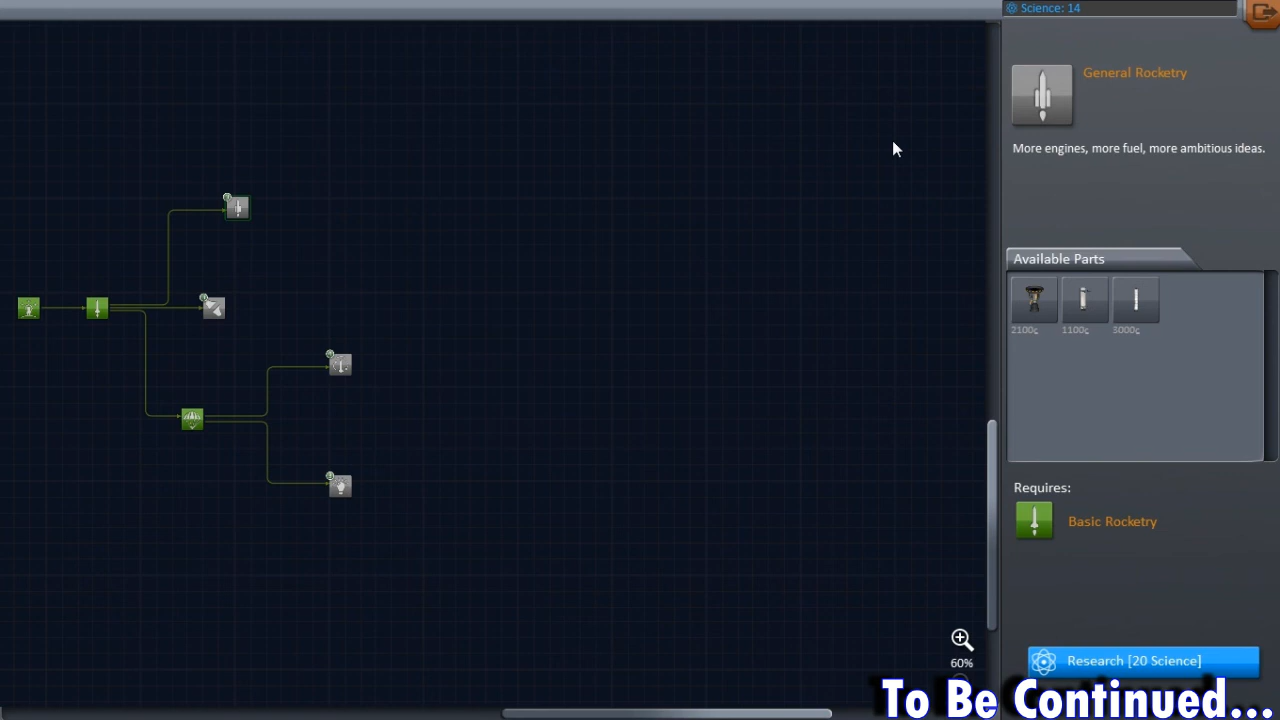 Science: 14
General Rocketry
More engines, more fuel, more ambitious ideas.
Available Parts
2100
1100
3000
Requires:
Basic Rocketry
60%
Research [20 Science]
To Be Continued...